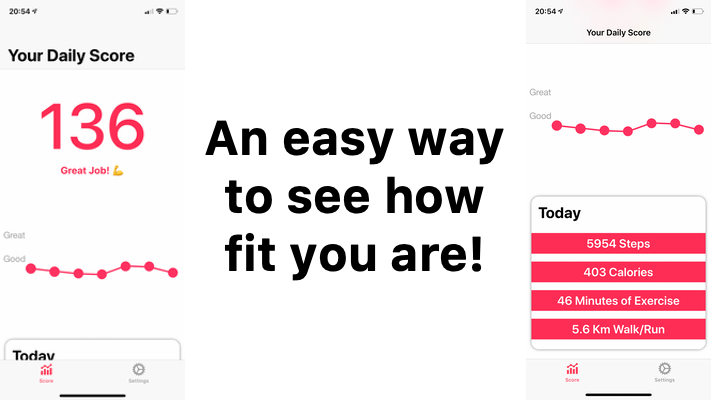 20:54
Your Daily Score
136
Great Job! 💪
Great
Good
Today
Score
Settings
An easy way
to see how
fit you are!
20:54
Your Daily Score
Great
Good
Today
5954 Steps
403 Calories
46 Minutes of Exercise
5.6 Km Walk/Run
Score
Settings